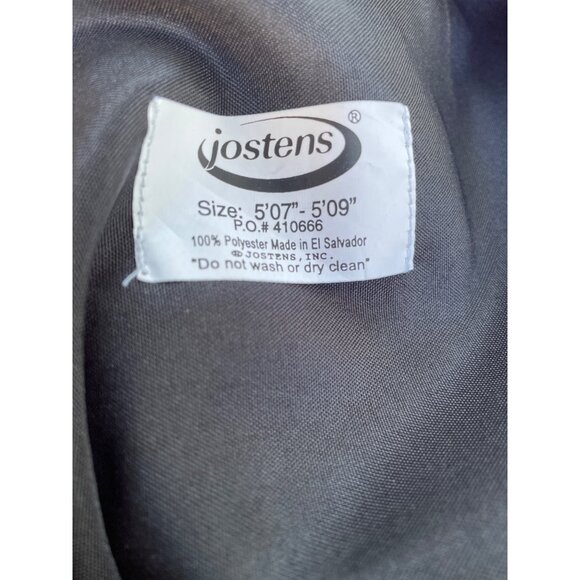 jostens ®
Size: 5'07"- 5'09"
P.O.# 410666
100% Polyester Made in El Salvador
©JOSTENS, INC.
"Do not wash or dry clean"